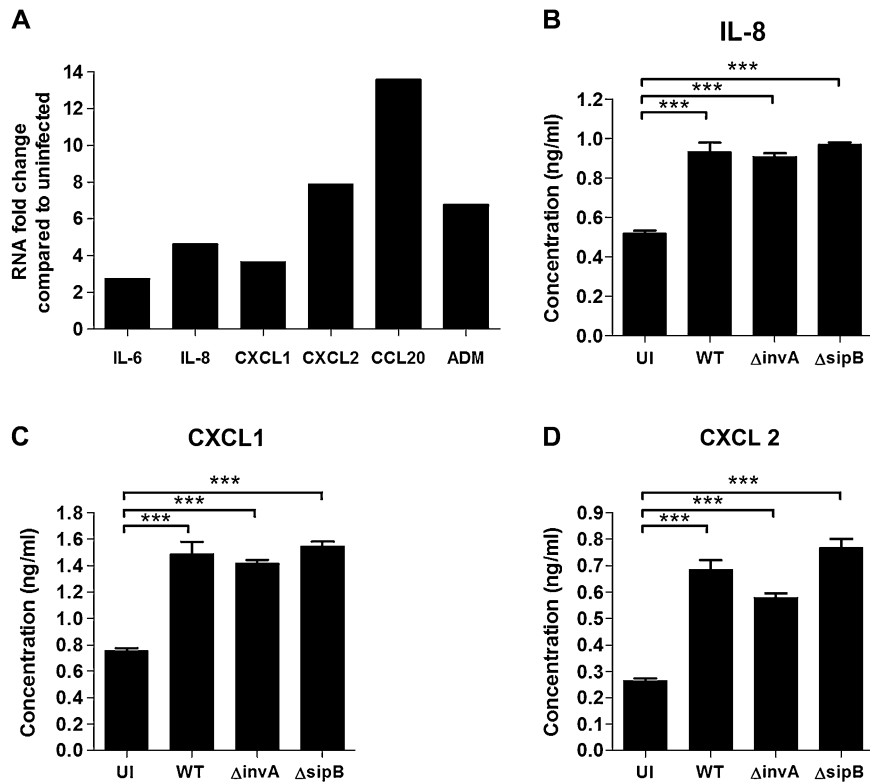 A
RNA fold change
compared to uninfected
14
12
10
8
6
4
2
0
IL-6 IL-8 CXCL1 CXCL2 CCL20 ADM
B
IL-8
Concentration (ng/ml)
***
***
***
1.2
1.0
0.8
0.6
0.4
0.2
0.0
UI WT ΔinvA ΔsipB
C
CXCL1
Concentration (ng/ml)
***
***
***
1.8
1.6
1.4
1.2
1.0
0.8
0.6
0.4
0.2
0.0
UI WT ΔinvA ΔsipB
D
CXCL 2
Concentration (ng/ml)
***
***
***
0.9
0.8
0.7
0.6
0.5
0.4
0.3
0.2
0.1
0.0
UI WT ΔinvA ΔsipB